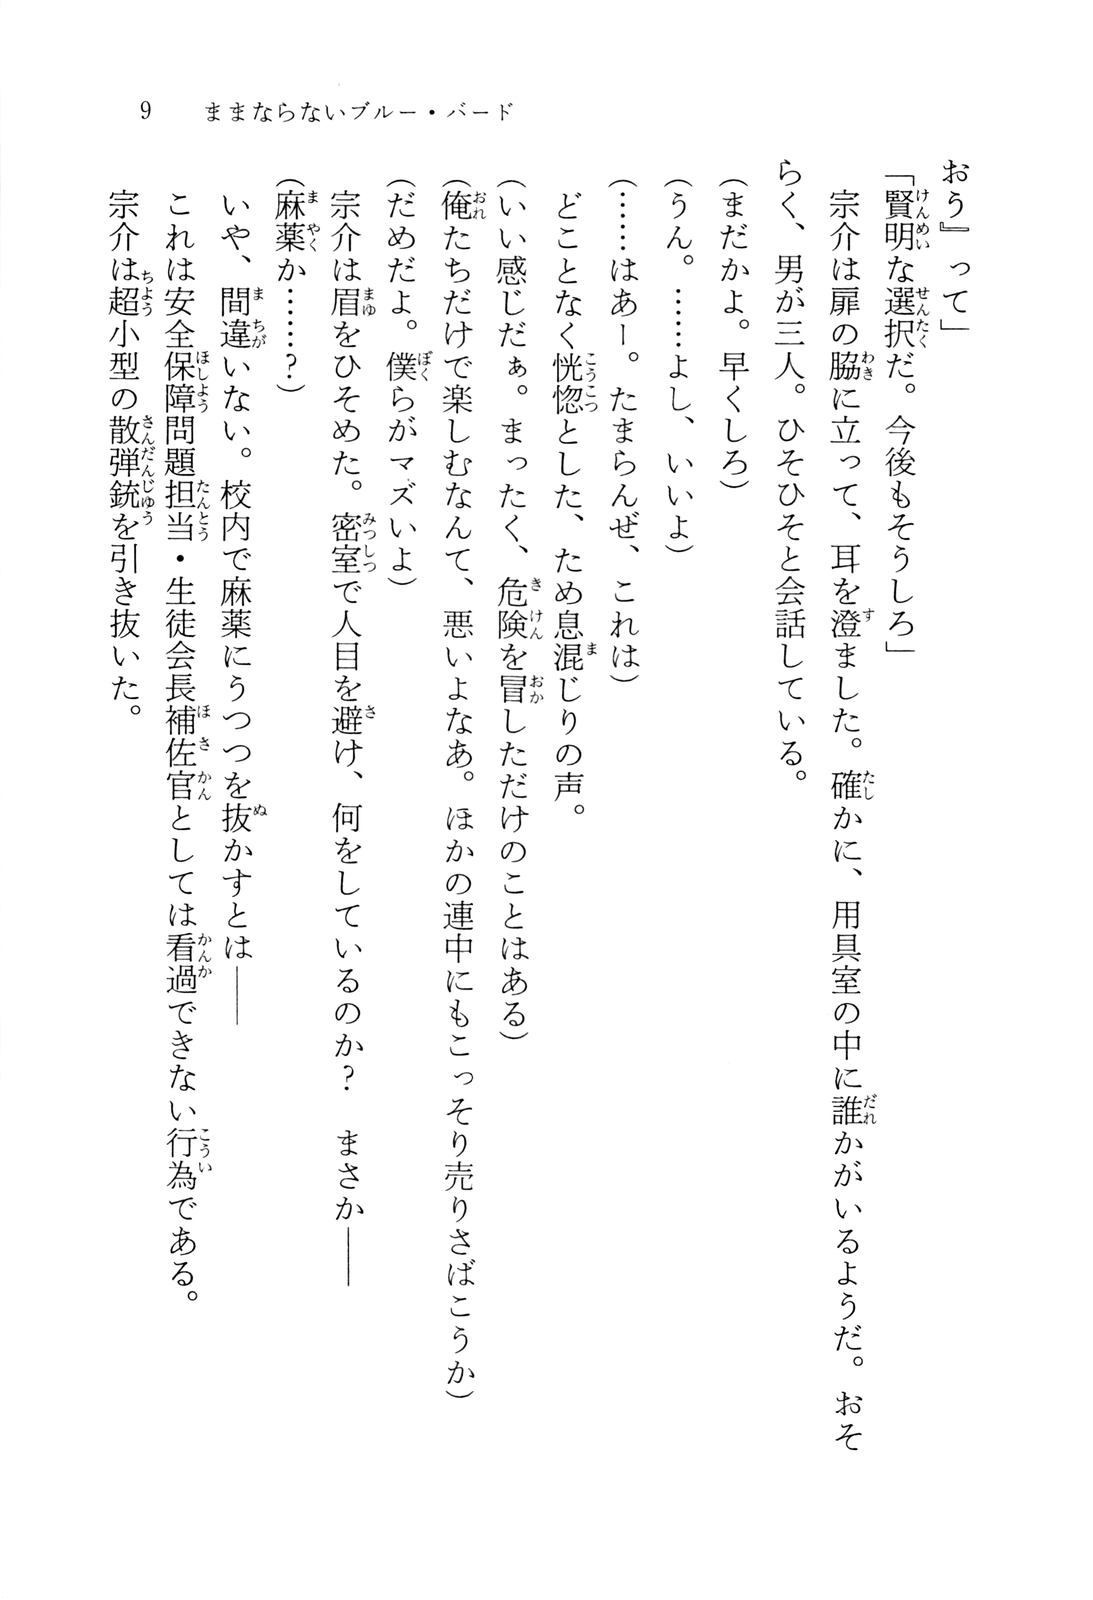 9 ままならないブルー・バード
おう』って」
「賢明な選択だ。今後もそうしろ」
宗介は扉の脇に立って、耳を澄ました。確かに、用具室の中に誰かがいるようだ。おそ
らく、男が三人。ひそひそと会話している。
(まだかよ。早くしろ)
(うん。……よし、いいよ)
(……はあー。たまらんぜ、これは)
どことなく恍惚とした、ため息混じりの声。
(いい感じだぁ。まったく、危険を冒しただけのことはある)
(俺たちだけで楽しむなんて、悪いよなあ。ほかの連中にもこっそり売りさばこうか)
(だめだよ。僕らがマズいよ)
宗介は眉をひそめた。密室で人目を避け、何をしているのか? まさか――
(麻薬か……?)
いや、間違いない。校内で麻薬にうつつを抜かすとは――
これは安全保障問題担当・生徒会長補佐官としては看過できない行為である。
宗介は超小型の散弾銃を引き抜いた。